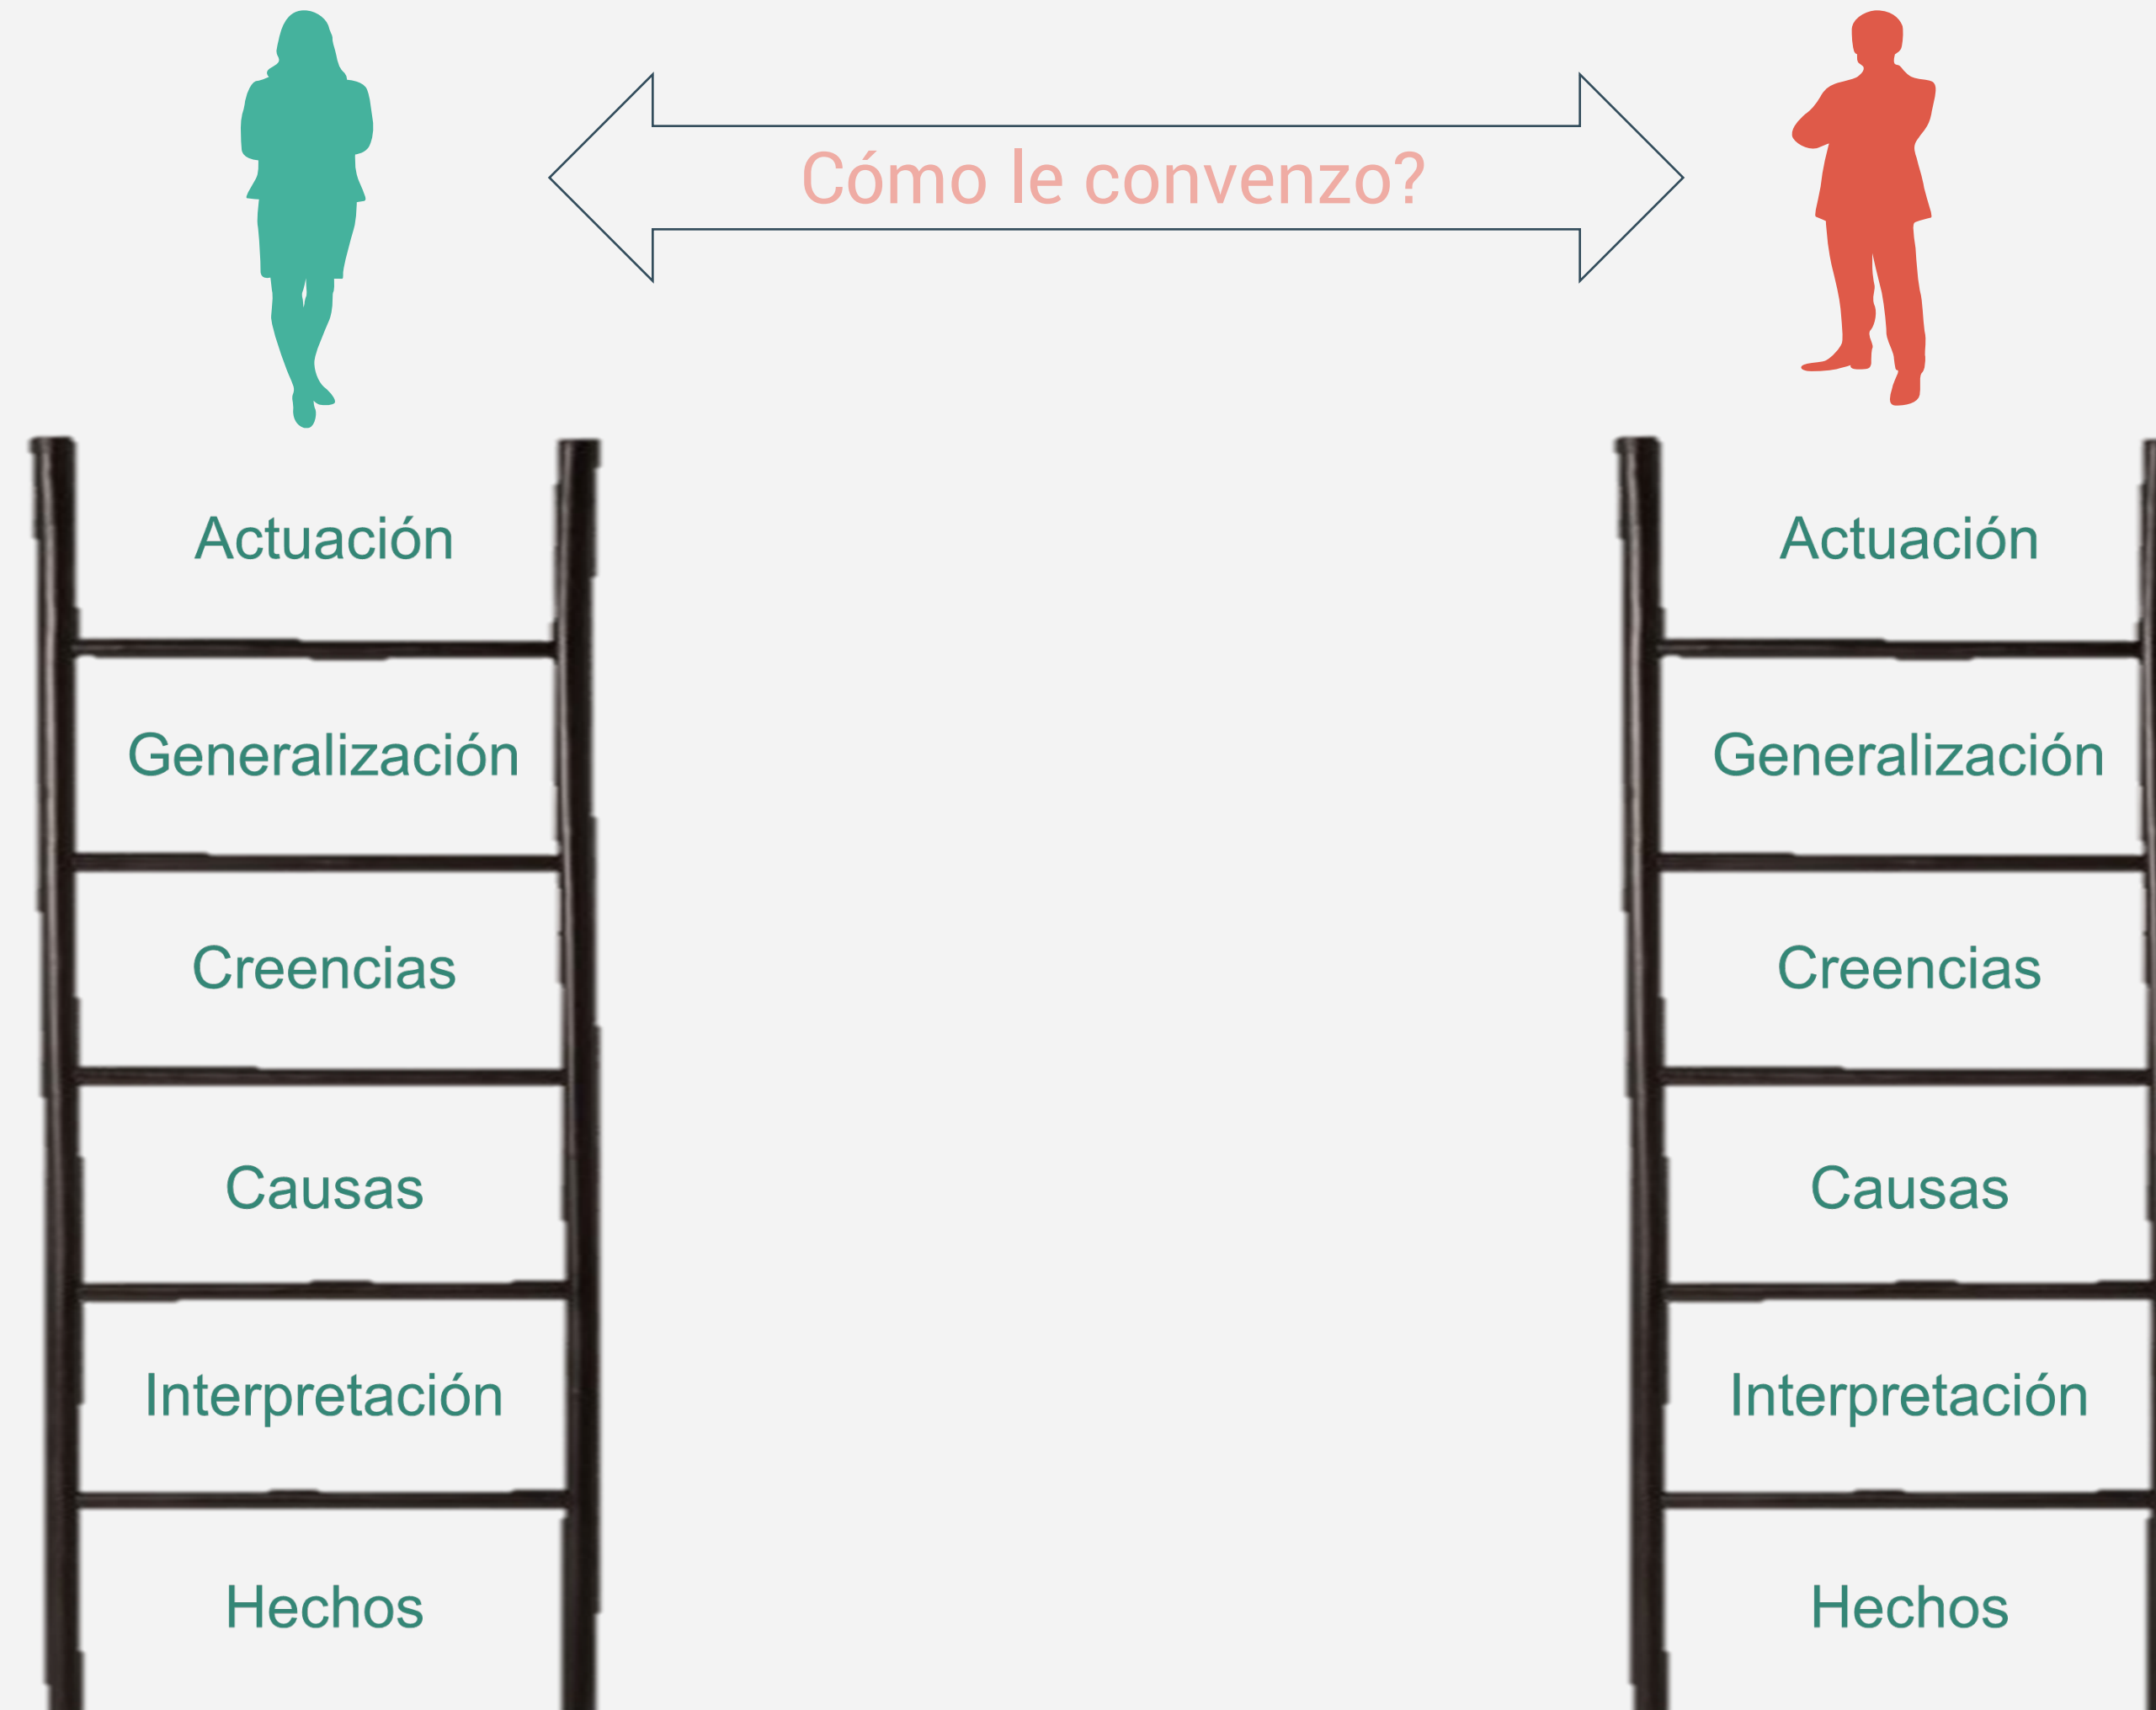 Cómo le convenzo?
Actuación
Generalización
Creencias
Causas
Interpretación
Hechos
Actuación
Generalización
Creencias
Causas
Interpretación
Hechos